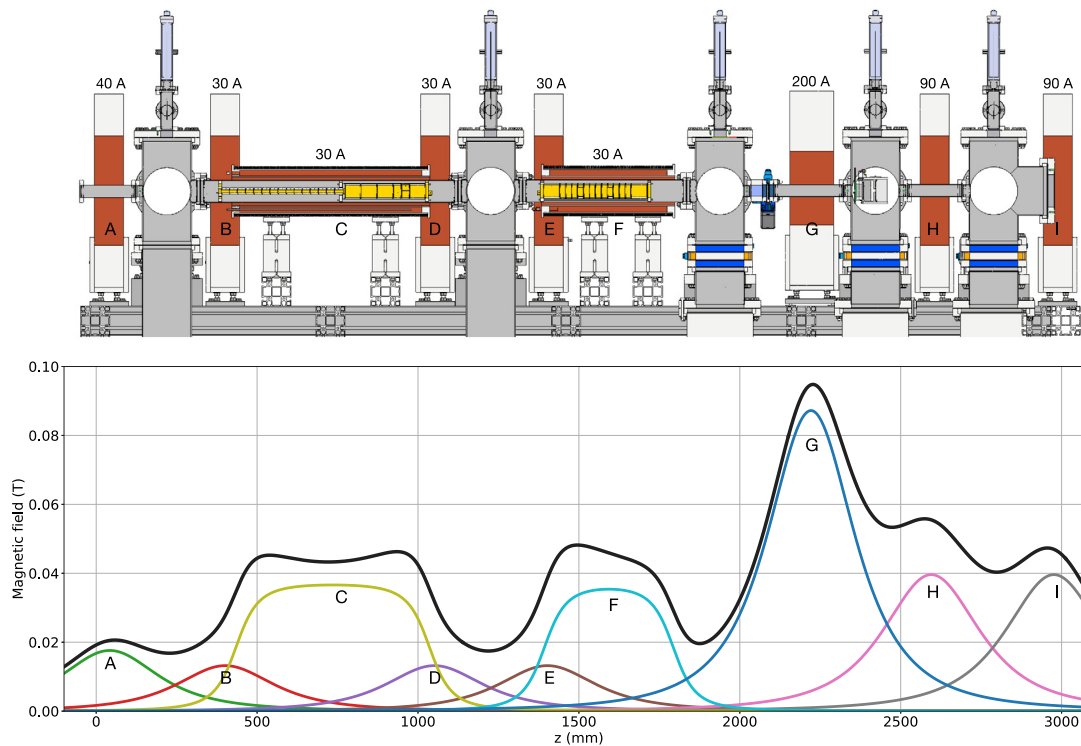 40 A 30 A 30 A 30 A 200 A 90 A 90 A
30 A 30 A
A B C D E F G H I
0.10
0.08
0.06
0.04
0.02
0.00
Magnetic field (T)
A B C D E F G H I
0 500 1000 1500 2000 2500 3000
z (mm)